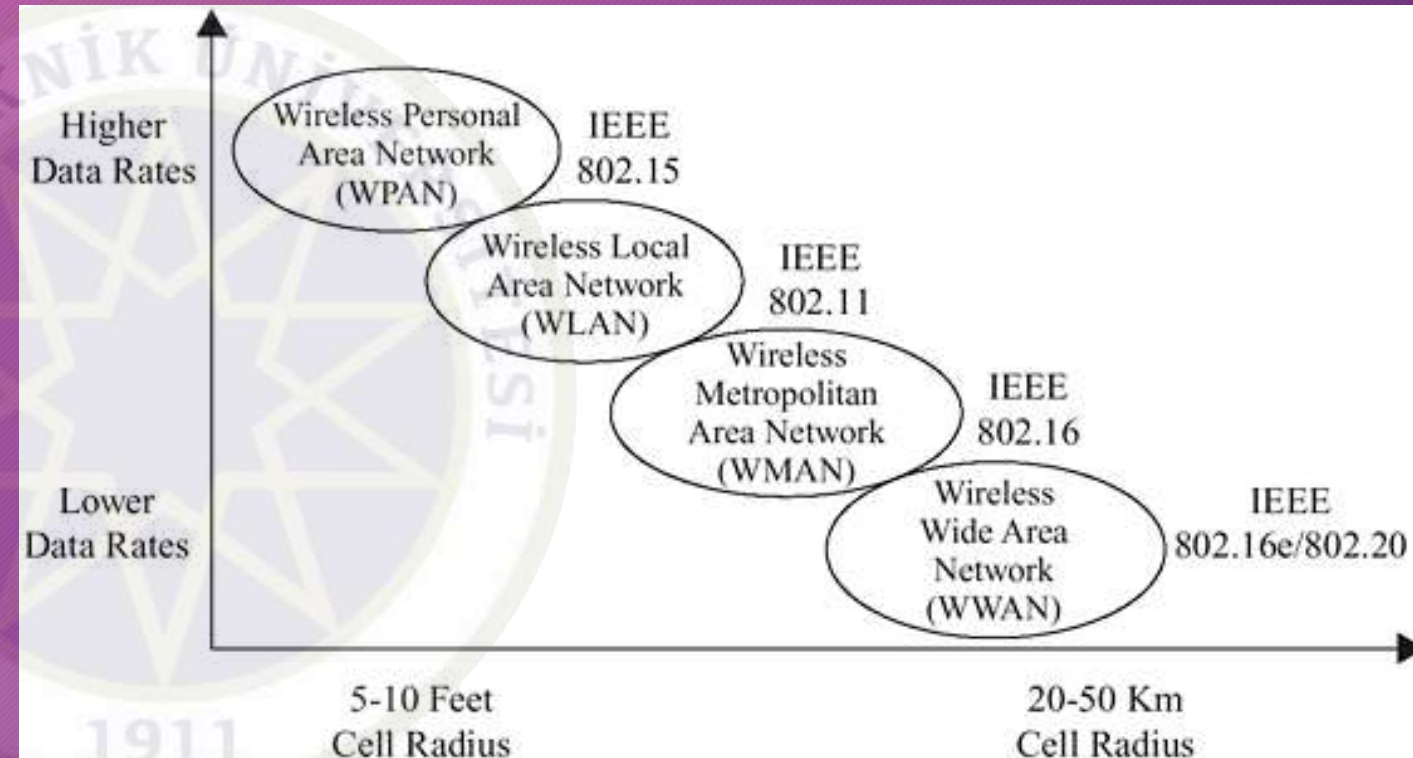 Higher
Data Rates
Wireless Personal
Area Network
(WPAN)
IEEE
802.15
Wireless Local
Area Network
(WLAN)
IEEE
802.11
Wireless
Metropolitan
Area Network
(WMAN)
IEEE
802.16
Lower
Data Rates
Wireless
Wide Area
Network
(WWAN)
IEEE
802.16e/802.20
5-10 Feet
Cell Radius
20-50 Km
Cell Radius
1911